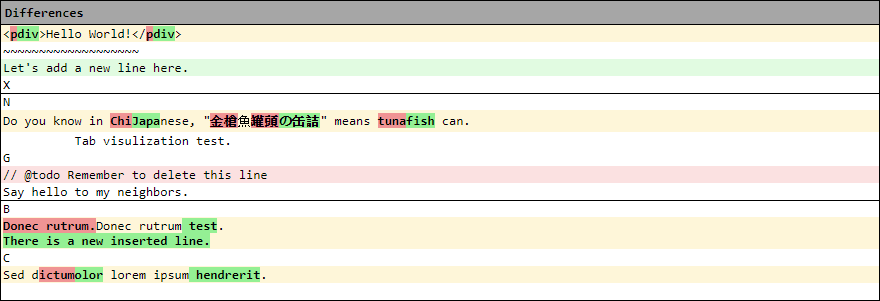 Differences
<pdiv>Hello World!</pdiv>
~~~~~~~~~~~~~~~~~~~
Let's add a new line here.
X
N
Do you know in ChiJapanese, "金槍魚罐頭の缶詰" means tunafish can.
Tab visulization test.
G
// @todo Remember to delete this line
Say hello to my neighbors.
B
Donec rutrum.Donec rutrum test.
There is a new inserted line.
C
Sed dictumolor lorem ipsum hendrerit.